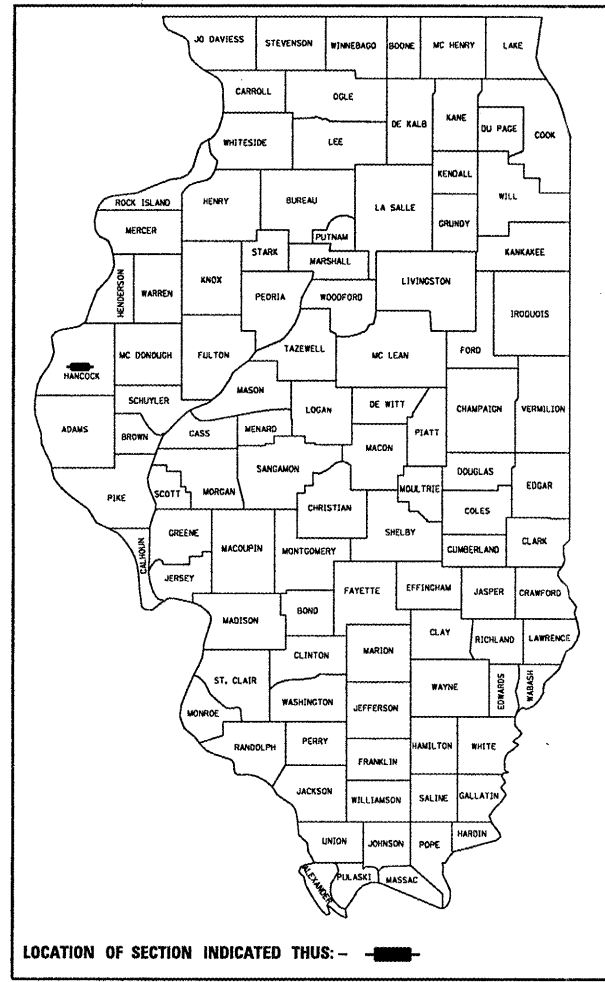 JO DAVIESS
STEVENSON
WINNEBAGO
BOONE
MC HENRY
LAKE
CARROLL
OGLE
DE KALB
KANE
DU PAGE
COOK
WHITESIDE
LEE
KENDALL
WILL
ROCK ISLAND
HENRY
BUREAU
LA SALLE
GRUNDY
MERCER
PUTNAM
STARK
MARSHALL
KANKAKEE
HENDERSON
WARREN
KNOX
PEORIA
WOODFORD
LIVINGSTON
IROQUOIS
HANCOCK
MC DONOUGH
FULTON
TAZEWELL
MC LEAN
FORD
SCHUYLER
MASON
LOGAN
DE WITT
CHAMPAIGN
VERMILION
ADAMS
BROWN
CASS
MENARD
MACON
PIATT
SANGAMON
DOUGLAS
EDGAR
PIKE
SCOTT
MORGAN
CHRISTIAN
MOULTRIE
COLES
GREENE
MACOUPIN
MONTGOMERY
SHELBY
CUMBERLAND
CLARK
CALHOUN
JERSEY
FAYETTE
EFFINGHAM
JASPER
CRAWFORD
MADISON
BOND
CLAY
RICHLAND
LAWRENCE
CLINTON
MARION
ST. CLAIR
WAYNE
EDWARDS
WABASH
WASHINGTON
JEFFERSON
MONROE
RANDOLPH
PERRY
HAMILTON
WHITE
FRANKLIN
JACKSON
WILLIAMSON
SALINE
GALLATIN
UNION
JOHNSON
POPE
HARDIN
ALEXANDER
PULASKI
MASSAC
LOCATION OF SECTION INDICATED THUS: -